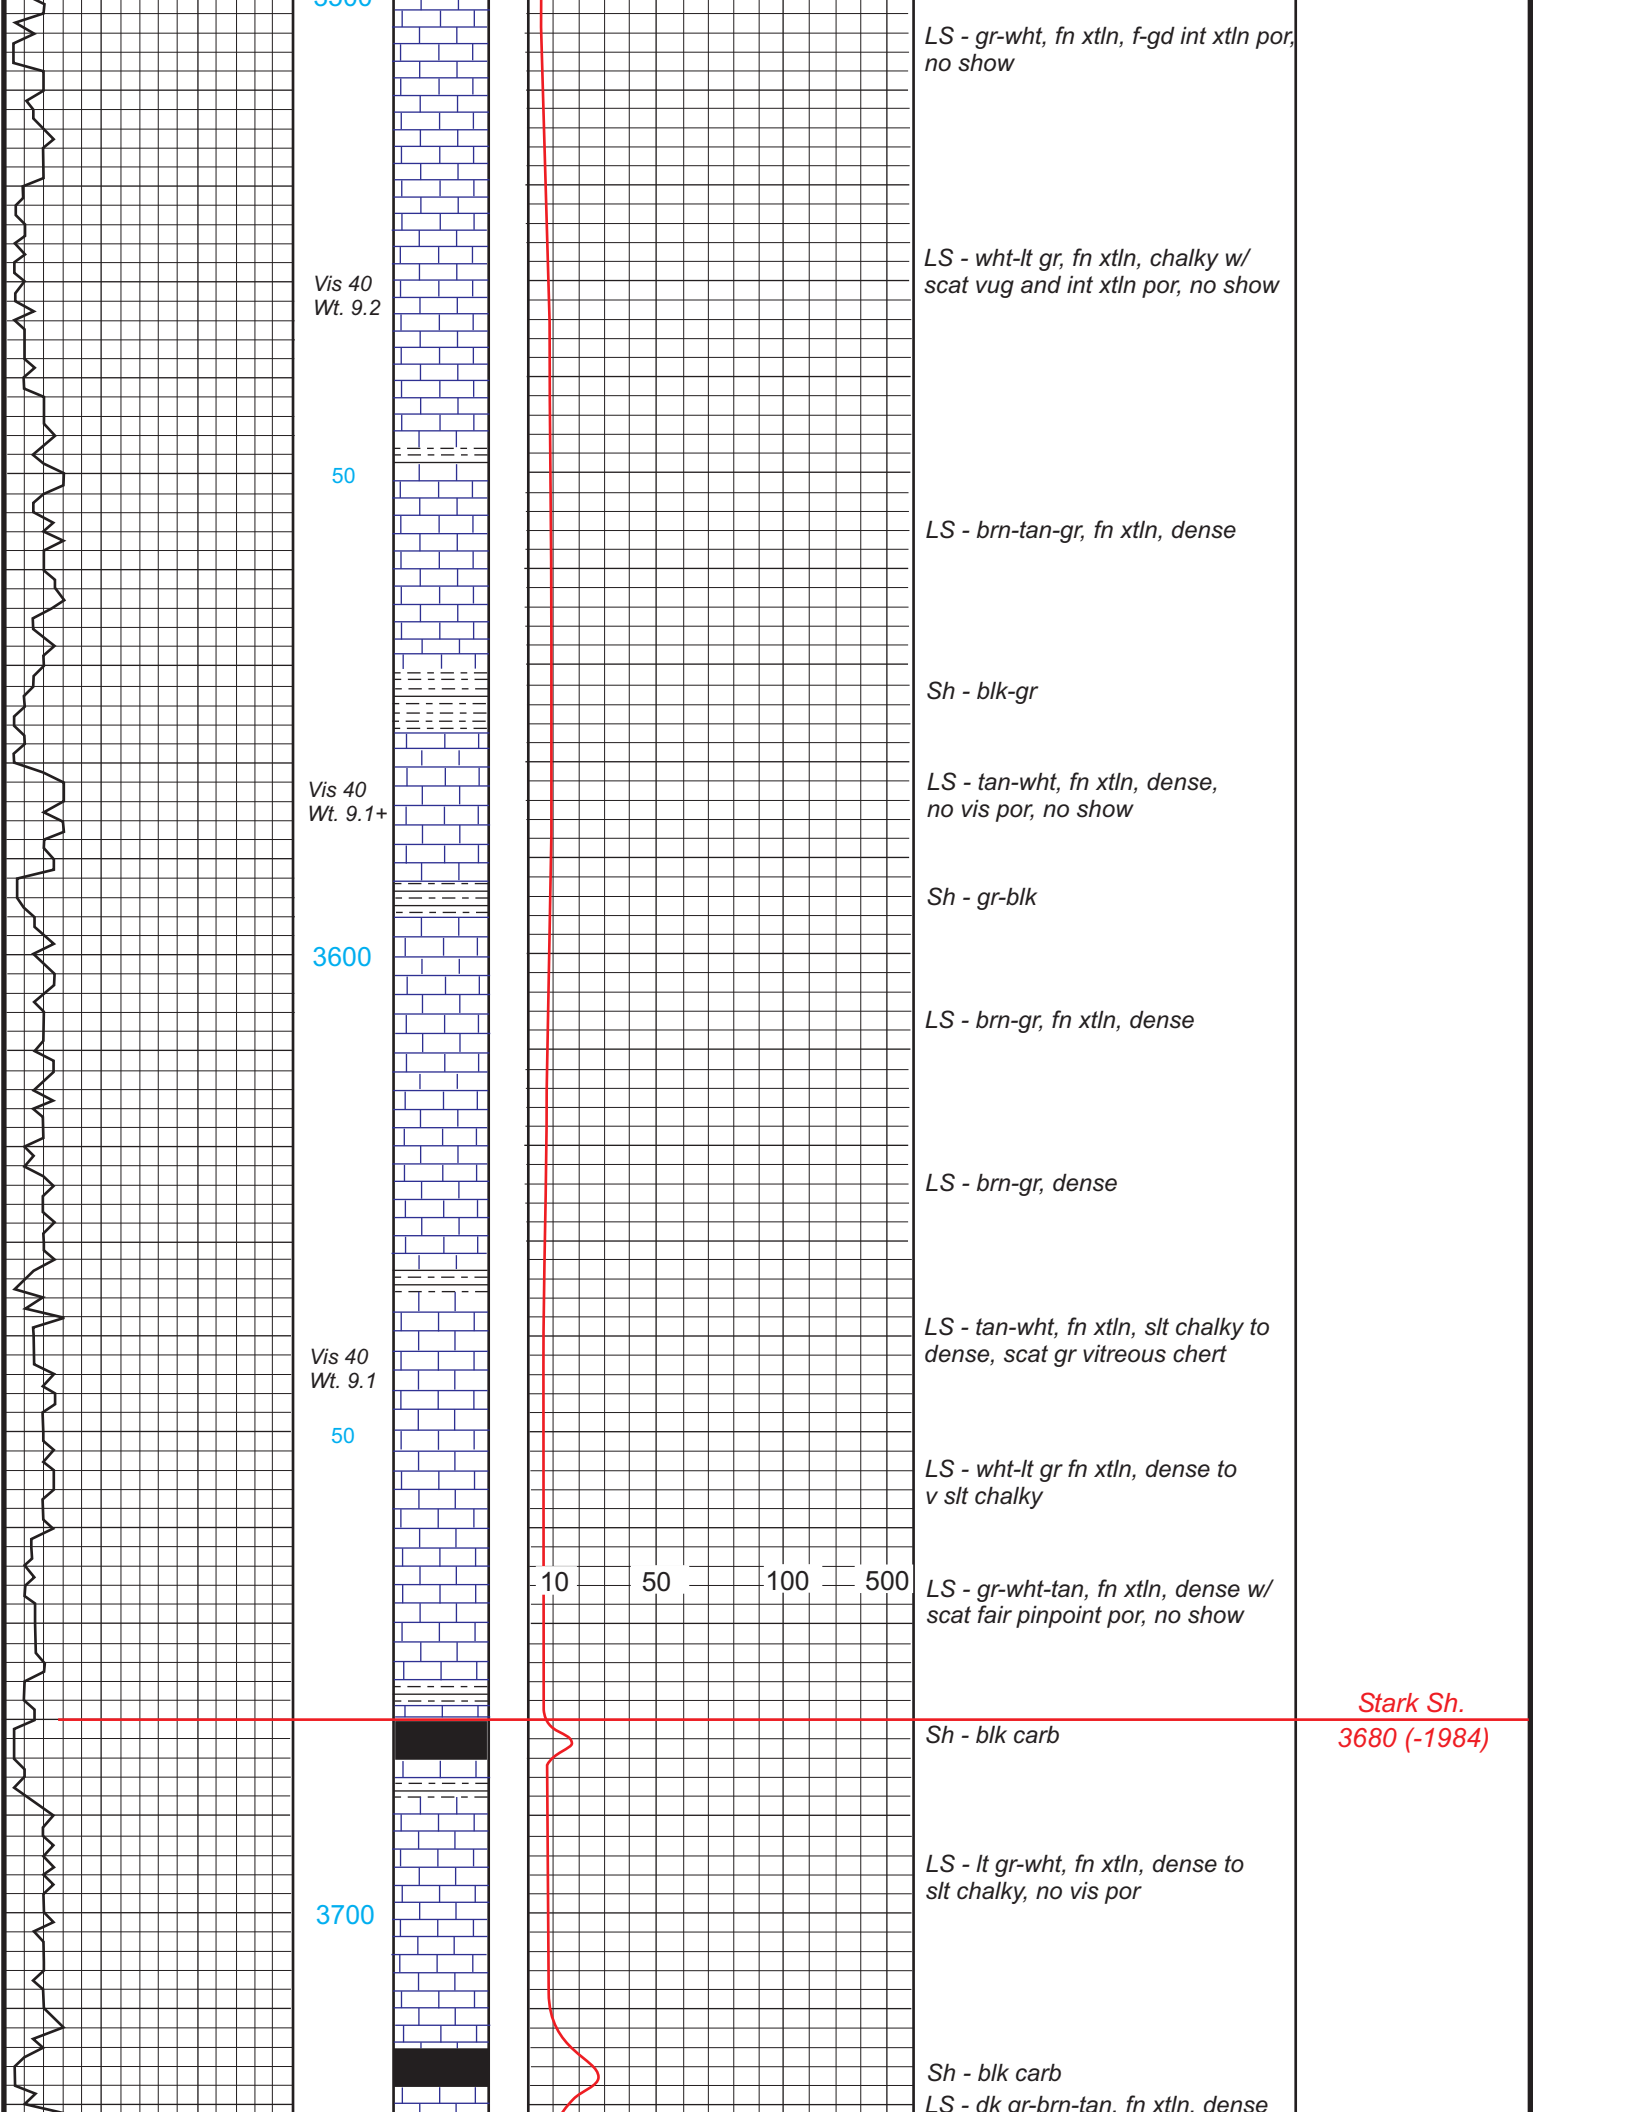 3500
LS - gr-wht, fn xtln, f-gd int xtln por,
no show
LS - wht-lt gr, fn xtln, chalky w/
scat vug and int xtln por, no show
Vis 40
Wt. 9.2
50
LS - brn-tan-gr, fn xtln, dense
Sh - blk-gr
LS - tan-wht, fn xtln, dense,
no vis por, no show
Vis 40
Wt. 9.1+
Sh - gr-blk
3600
LS - brn-gr, fn xtln, dense
LS - brn-gr, dense
LS - tan-wht, fn xtln, slt chalky to
dense, scat gr vitreous chert
Vis 40
Wt. 9.1
50
LS - wht-lt gr fn xtln, dense to
v slt chalky
10 50 100 500
LS - gr-wht-tan, fn xtln, dense w/
scat fair pinpoint por, no show
Stark Sh.
3680 (-1984)
Sh - blk carb
LS - lt gr-wht, fn xtln, dense to
slt chalky, no vis por
3700
Sh - blk carb
LS - dk gr-brn-tan, fn xtln, dense